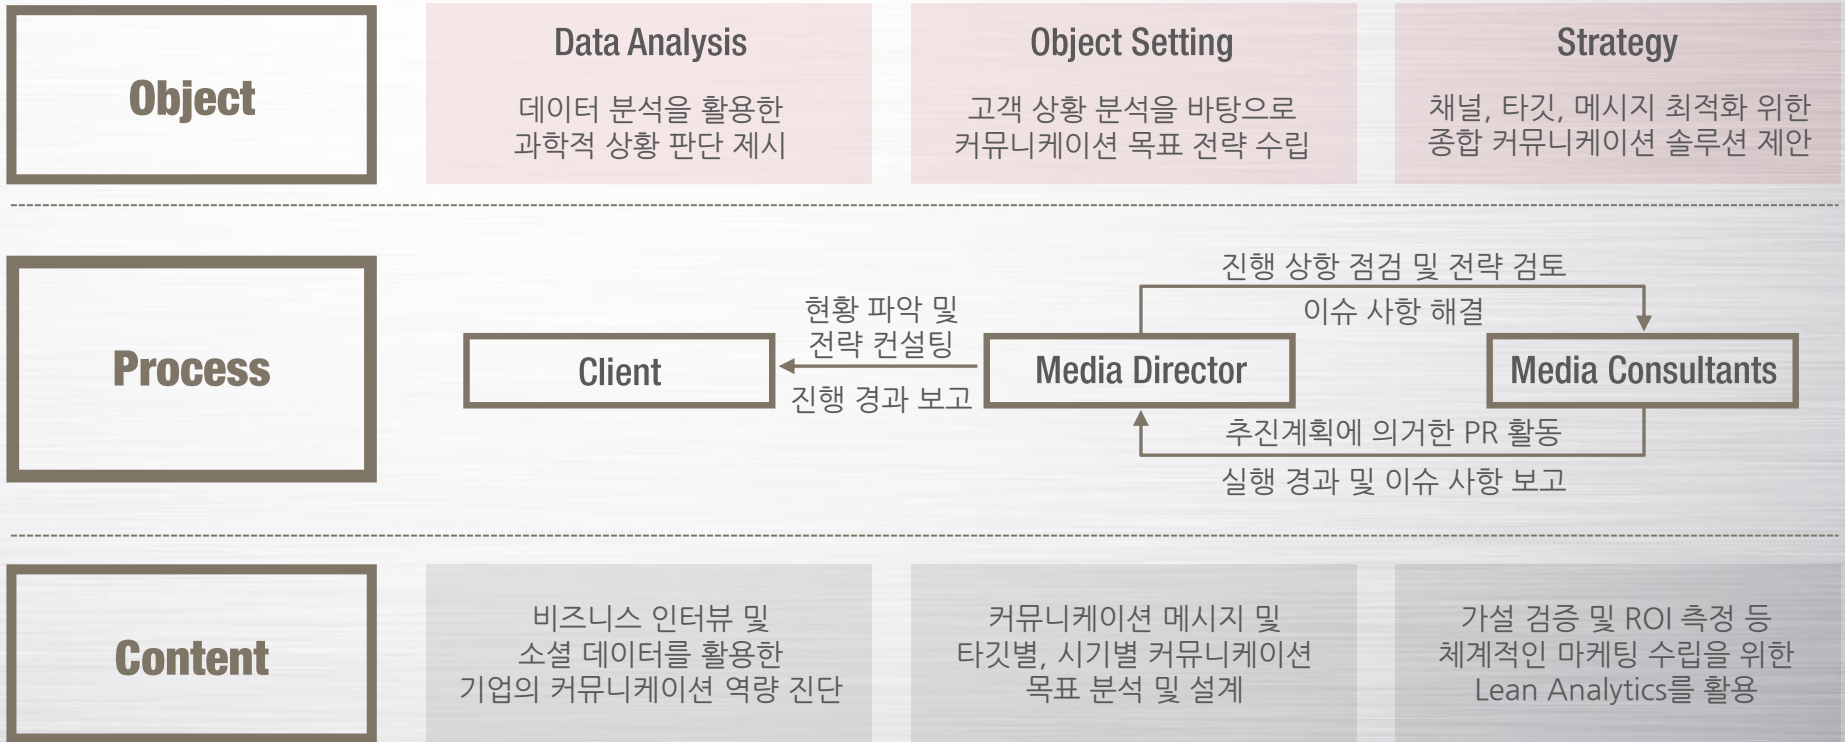 Object
Data Analysis
데이터 분석을 활용한
과학적 상황 판단 제시
Object Setting
고객 상황 분석을 바탕으로
커뮤니케이션 목표 전략 수립
Strategy
채널, 타깃, 메시지 최적화 위한
종합 커뮤니케이션 솔루션 제안
Process
Client
현황 파악 및
전략 컨설팅
진행 경과 보고
Media Director
진행 상항 점검 및 전략 검토
이슈 사항 해결
Media Consultants
추진계획에 의거한 PR 활동
실행 경과 및 이슈 사항 보고
Content
비즈니스 인터뷰 및
소셜 데이터를 활용한
기업의 커뮤니케이션 역량 진단
커뮤니케이션 메시지 및
타깃별, 시기별 커뮤니케이션
목표 분석 및 설계
가설 검증 및 ROI 측정 등
체계적인 마케팅 수립을 위한
Lean Analytics를 활용